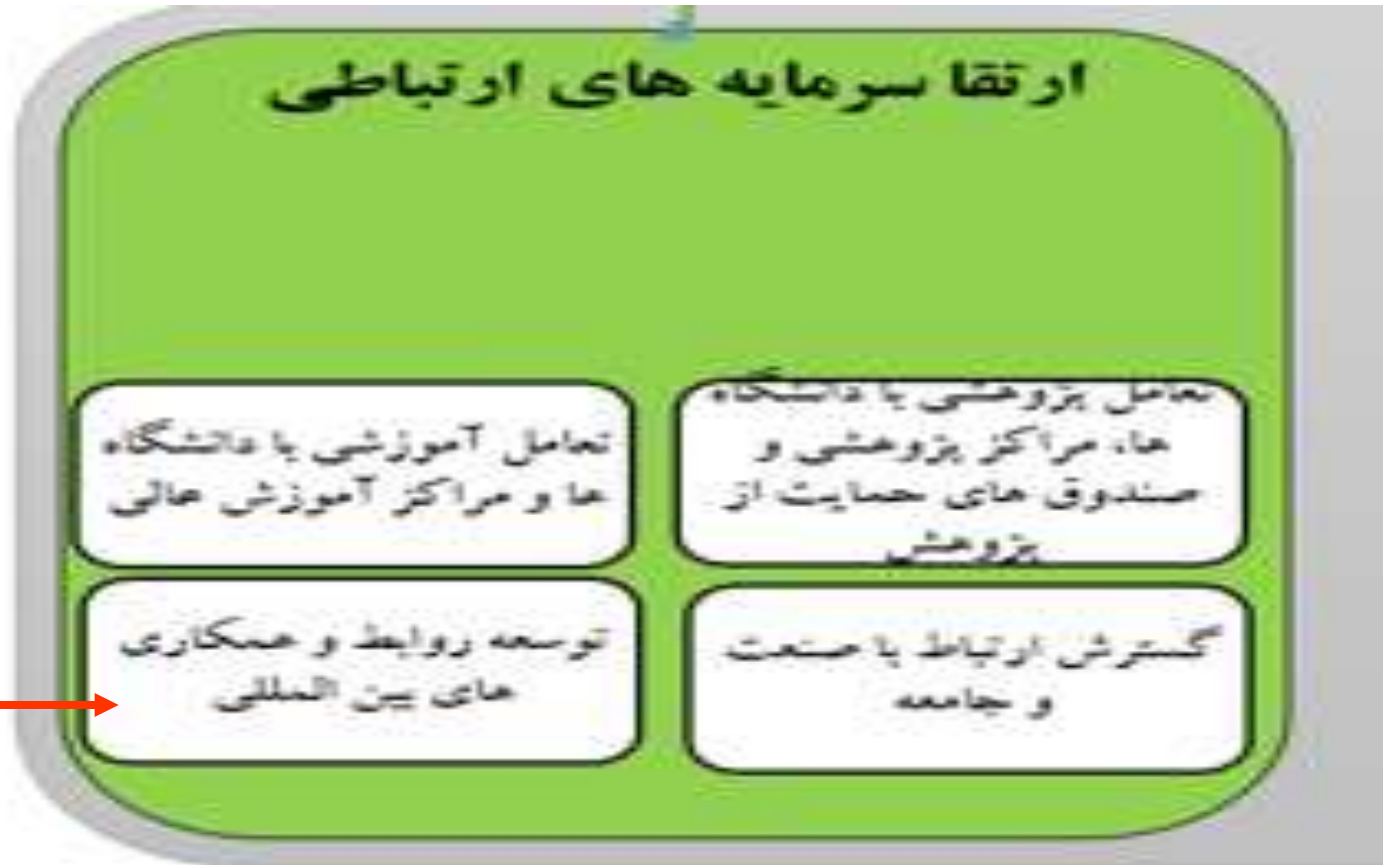 ارتقا سرمایه های ارتباطی
تعامل پژوهشی با دانشگاه
ها، مراکز پژوهشی و
صندوق های حمایت از
پژوهش
تعامل آموزشی با دانشگاه
ها و مراکز آموزش عالی
گسترش ارتباط با صنعت
و جامعه
توسعه روابط و همکاری
های بین المللی